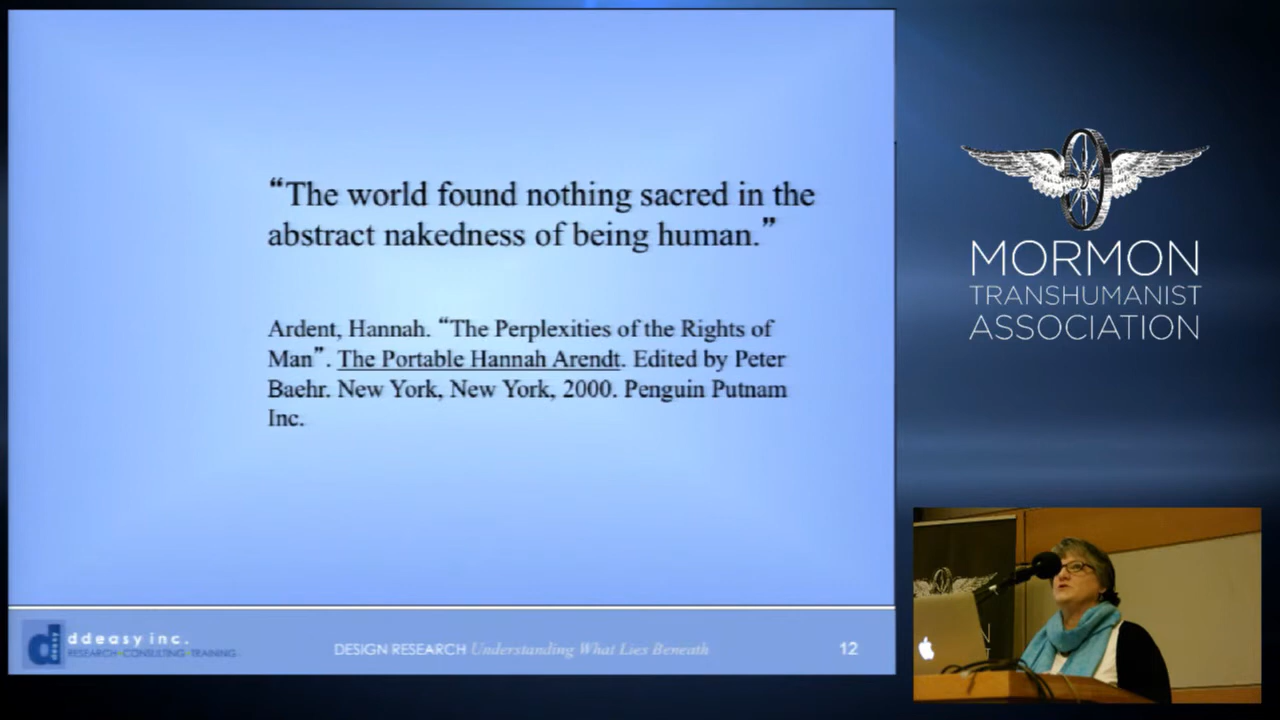 “The world found nothing sacred in the
abstract nakedness of being human.”
Ardent, Hannah. “The Perplexities of the Rights of
Man”. The Portable Hannah Arendt. Edited by Peter
Baehr. New York, New York, 2000. Penguin Putnam
Inc.
d deasy
ddeasy inc.
RESEARCH•CONSULTING•TRAINING
DESIGN RESEARCH Understanding What Lies Beneath
12
MORMON
TRANSHUMANIST
ASSOCIATION